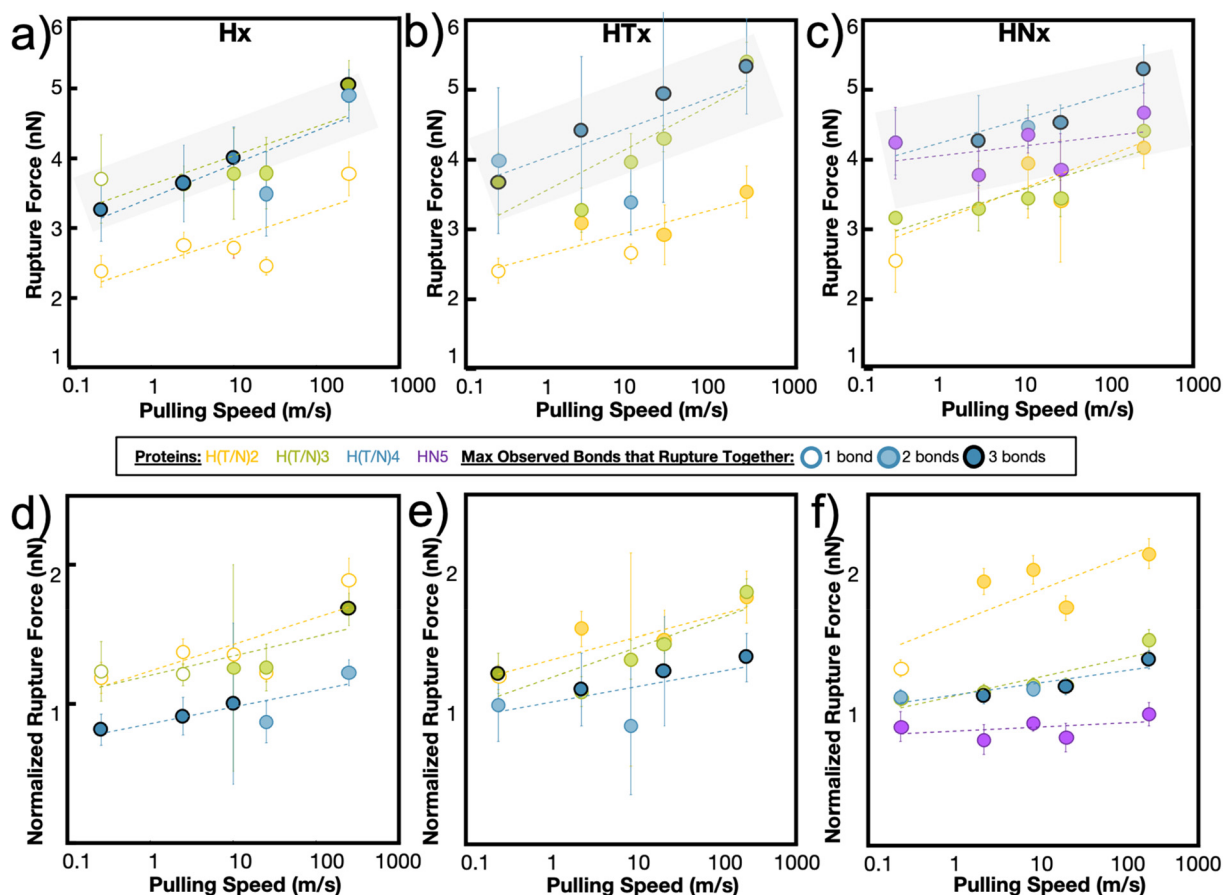 a) Hx
b) HTx
c) HNx
Rupture Force (nN)
6
5
4
3
2
1
0.1 1 10 100 1000
Pulling Speed (m/s)
Rupture Force (nN)
6
5
4
3
2
1
0.1 1 10 100 1000
Pulling Speed (m/s)
Rupture Force (nN)
6
5
4
3
2
1
0.1 1 10 100 1000
Pulling Speed (m/s)
Proteins: H(T/N)2 H(T/N)3 H(T/N)4 HN5 Max Observed Bonds that Rupture Together: 1 bond 2 bonds 3 bonds
d)
Normalized Rupture Force (nN)
2
1
0.1 1 10 100 1000
Pulling Speed (m/s)
e)
Normalized Rupture Force (nN)
2
1
0.1 1 10 100 1000
Pulling Speed (m/s)
f)
Normalized Rupture Force (nN)
2
1
0.1 1 10 100 1000
Pulling Speed (m/s)